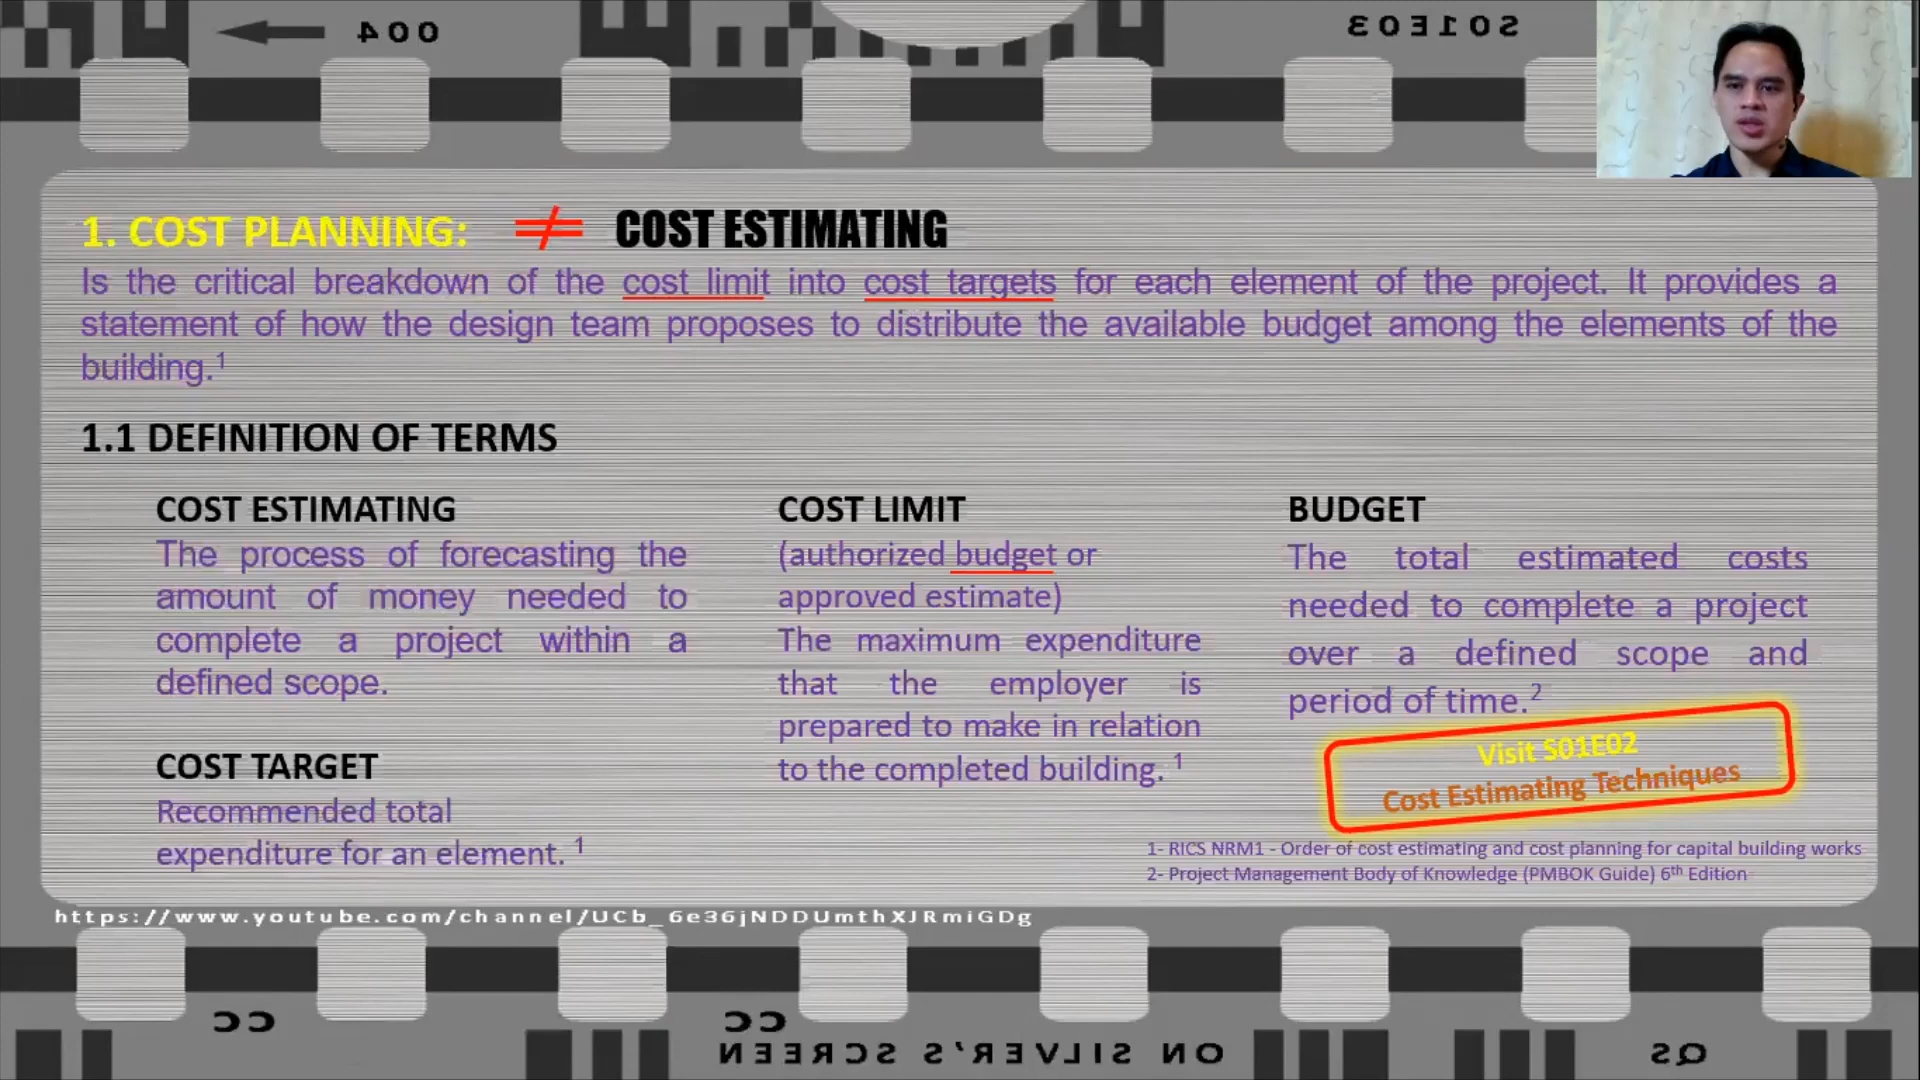 004
S01E03
1. COST PLANNING: ≠ COST ESTIMATING
Is the critical breakdown of the cost limit into cost targets for each element of the project. It provides a
statement of how the design team proposes to distribute the available budget among the elements of the
building.¹
1.1 DEFINITION OF TERMS
COST ESTIMATING
The process of forecasting the
amount of money needed to
complete a project within a
defined scope.
COST TARGET
Recommended total
expenditure for an element. ¹
COST LIMIT
(authorized budget or
approved estimate)
The maximum expenditure
that the employer is
prepared to make in relation
to the completed building. ¹
BUDGET
The total estimated costs
needed to complete a project
over a defined scope and
period of time.²
Visit S01E02
Cost Estimating Techniques
1- RICS NRM1 - Order of cost estimating and cost planning for capital building works
2- Project Management Body of Knowledge (PMBOK Guide) 6th Edition
https://www.youtube.com/channel/UCb_6e36jNDDUmthXJRmiGDg
CC
CC
ON SILVER'S SCREEN
QS